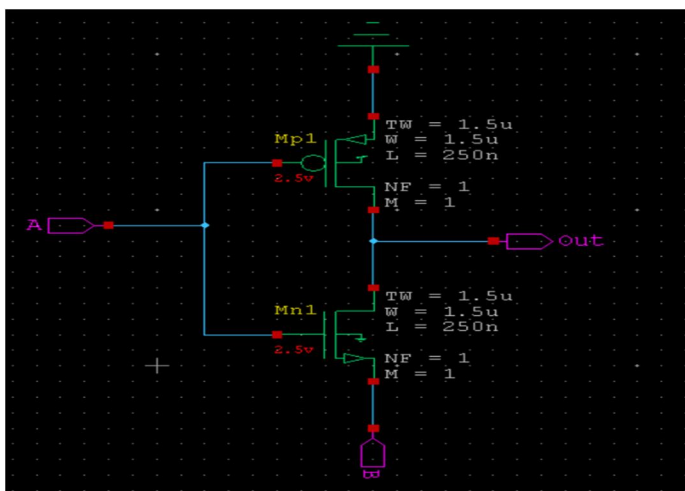 TW = 1.5u
Mp1
W = 1.5u
L = 250n
2.5v
NF = 1
M = 1
A
Out
TW = 1.5u
Mn1
W = 1.5u
L = 250n
2.5v
NF = 1
M = 1
B